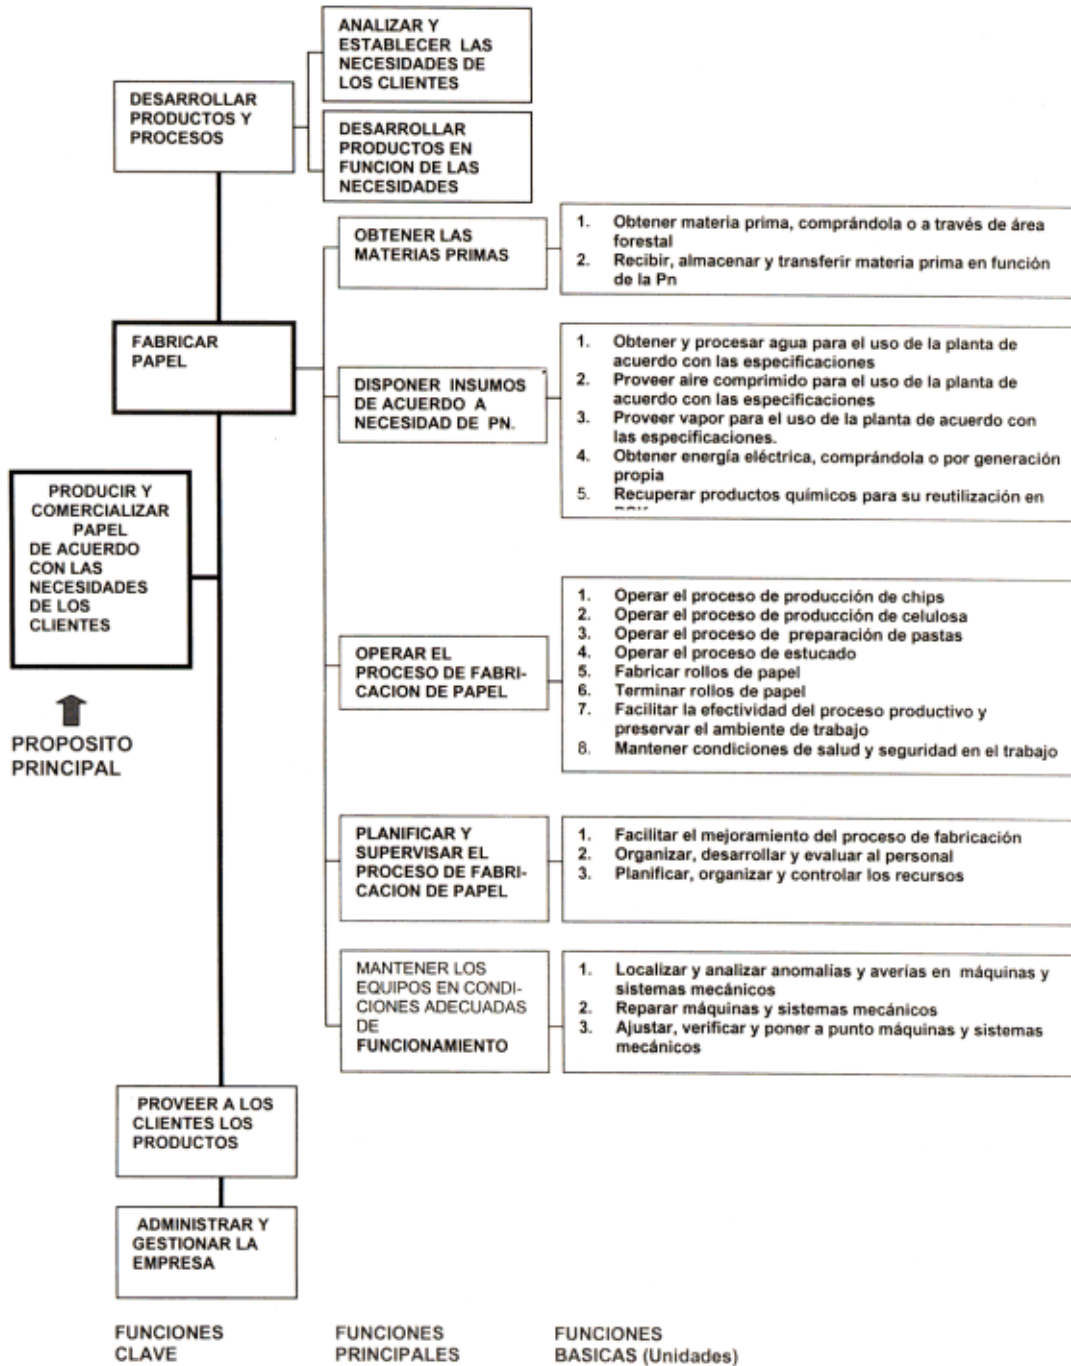 ANALIZAR Y
ESTABLECER LAS
NECESIDADES DE
LOS CLIENTES
DESARROLLAR
PRODUCTOS Y
PROCESOS
DESARROLLAR
PRODUCTOS EN
FUNCION DE LAS
NECESIDADES
OBTENER LAS
MATERIAS PRIMAS
1. Obtener materia prima, comprándola o a través de área
forestal
2. Recibir, almacenar y transferir materia prima en función
de la Pn
FABRICAR
PAPEL
DISPONER INSUMOS
DE ACUERDO A
NECESIDAD DE PN.
1. Obtener y procesar agua para el uso de la planta de
acuerdo con las especificaciones
2. Proveer aire comprimido para el uso de la planta de
acuerdo con las especificaciones
3. Proveer vapor para el uso de la planta de acuerdo con
las especificaciones.
4. Obtener energía eléctrica, comprándola o por generación
propia
5. Recuperar productos químicos para su reutilización en
PRODUCIR Y
COMERCIALIZAR
PAPEL
DE ACUERDO
CON LAS
NECESIDADES
DE LOS
CLIENTES
PROPOSITO
PRINCIPAL
OPERAR EL
PROCESO DE FABRI-
CACION DE PAPEL
1. Operar el proceso de producción de chips
2. Operar el proceso de producción de celulosa
3. Operar el proceso de preparación de pastas
4. Operar el proceso de estucado
5. Fabricar rollos de papel
6. Terminar rollos de papel
7. Facilitar la efectividad del proceso productivo y
preservar el ambiente de trabajo
8. Mantener condiciones de salud y seguridad en el trabajo
PLANIFICAR Y
SUPERVISAR EL
PROCESO DE FABRI-
CACION DE PAPEL
1. Facilitar el mejoramiento del proceso de fabricación
2. Organizar, desarrollar y evaluar al personal
3. Planificar, organizar y controlar los recursos
MANTENER LOS
EQUIPOS EN CONDI-
CIONES ADECUADAS
DE
FUNCIONAMIENTO
1. Localizar y analizar anomalías y averías en máquinas y
sistemas mecánicos
2. Reparar máquinas y sistemas mecánicos
3. Ajustar, verificar y poner a punto máquinas y sistemas
mecánicos
PROVEER A LOS
CLIENTES LOS
PRODUCTOS
ADMINISTRAR Y
GESTIONAR LA
EMPRESA
FUNCIONES
CLAVE
FUNCIONES
PRINCIPALES
FUNCIONES
BASICAS (Unidades)